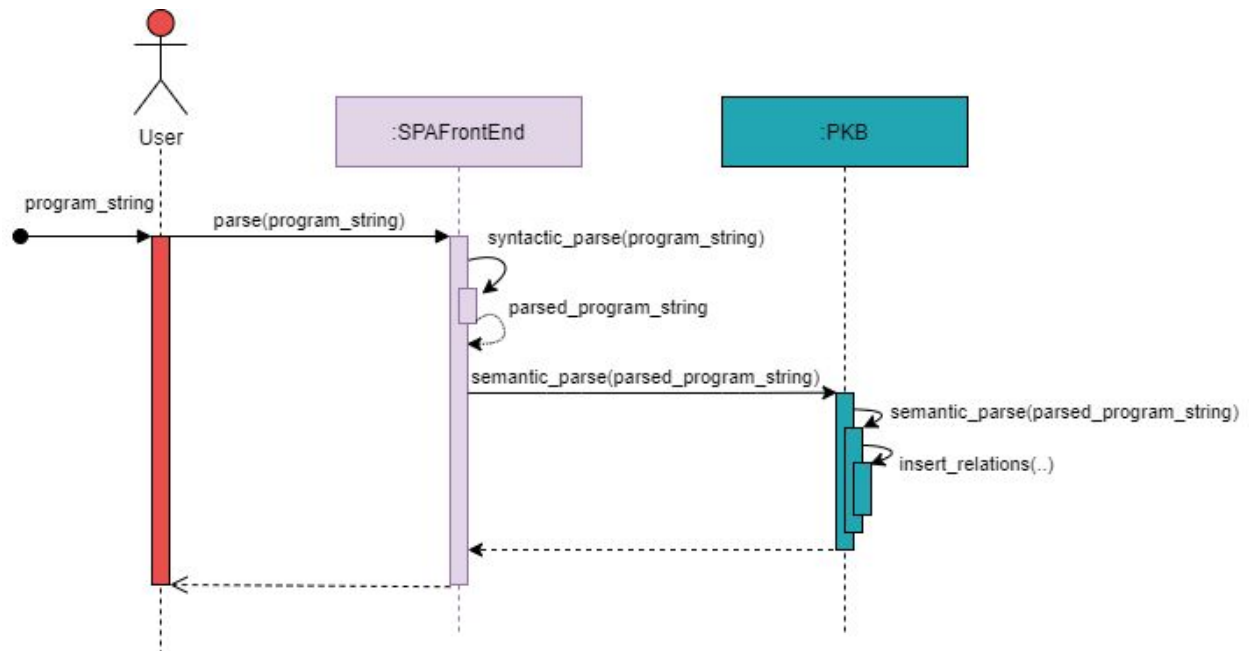 User
:SPAFrontEnd
:PKB
program_string
parse(program_string)
syntactic_parse(program_string)
parsed_program_string
semantic_parse(parsed_program_string)
semantic_parse(parsed_program_string)
insert_relations(..)